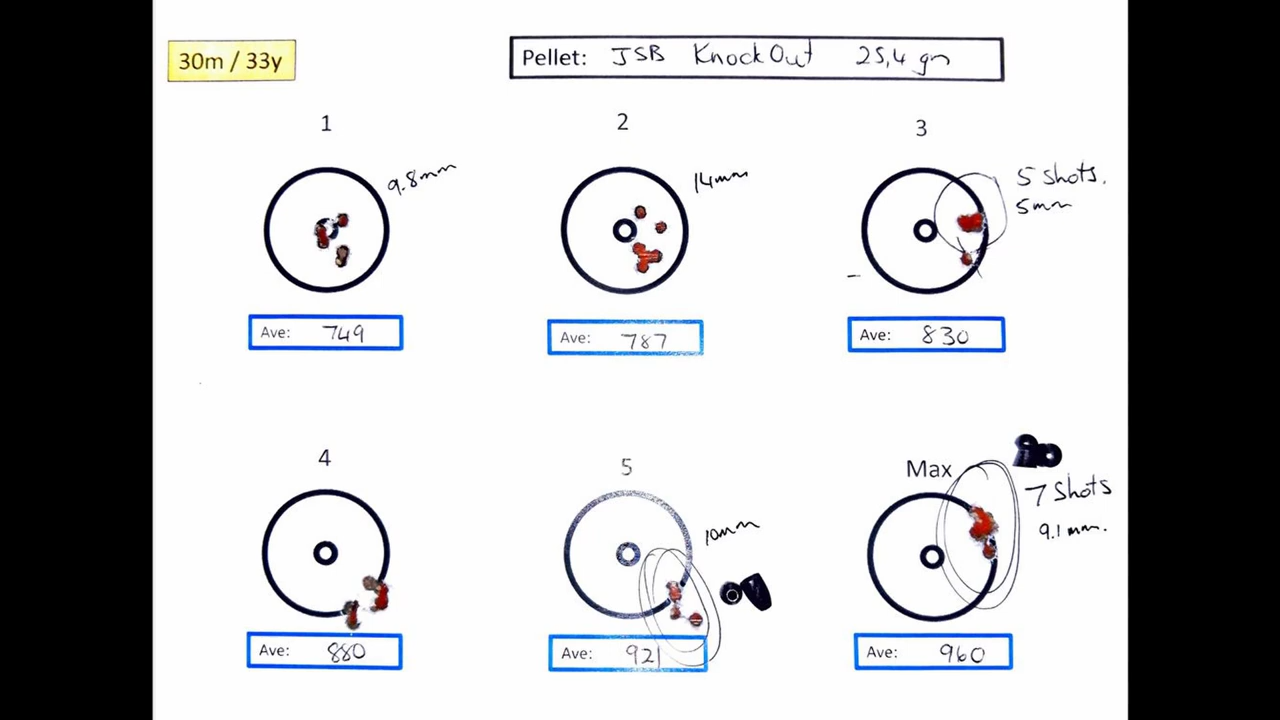 30m / 33y
Pellet: JSB KnockOut 25,4 gn
1
2
3
9.8mm
14mm
5 Shots.
5mm
Ave: 749
Ave: 787
Ave: 830
4
5
Max
10mm
7 Shots
9.1mm.
Ave: 880
Ave: 921
Ave: 960